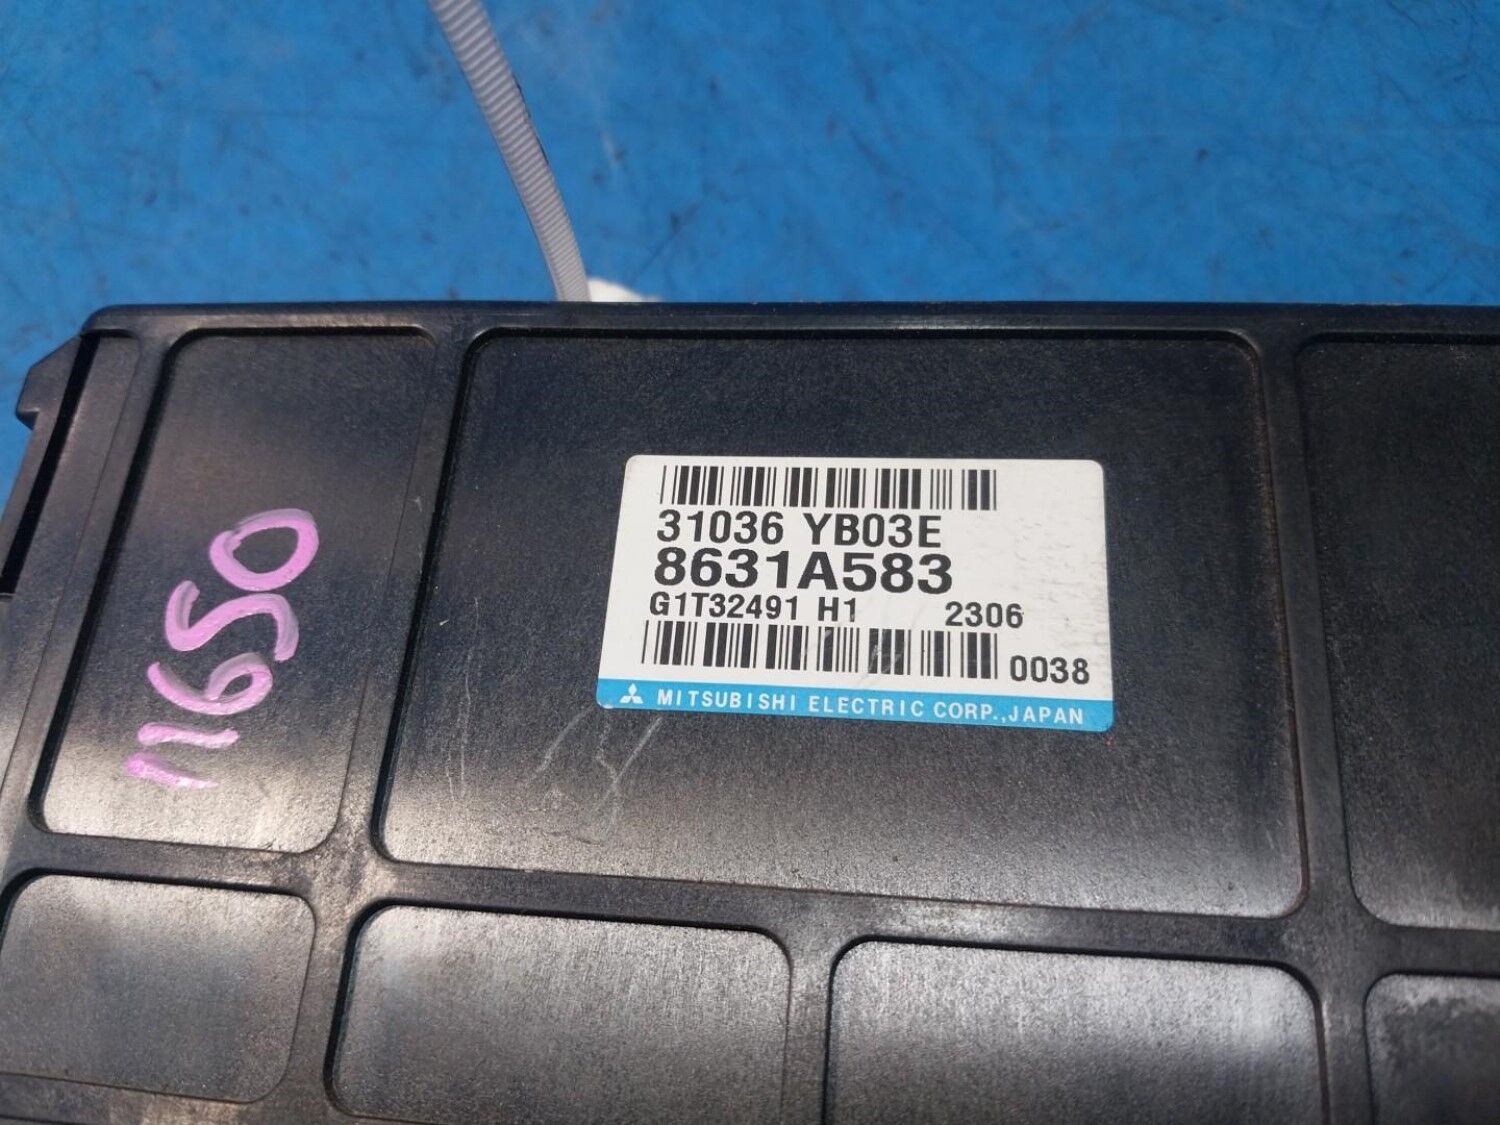 31036 YB03E
8631A583
G1T32491 H1 2306
0038
MITSUBISHI ELECTRIC CORP.,JAPAN
11650